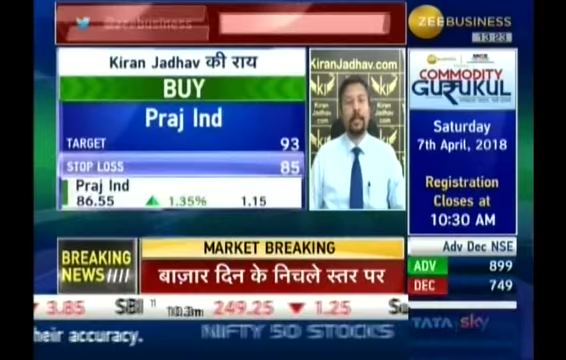 @zeebusiness
ZEE BUSINESS
13:23
Kiran Jadhav की राय
BUY
Praj Ind
TARGET 93
STOP LOSS 85
Praj Ind
86.55 1.35% 1.15
KiranJadhav.com
Kiran Jadhav
COMMODITY
GURUKUL
Saturday
7th April, 2018
Registration
Closes at
10:30 AM
BREAKING
NEWS
MARKET BREAKING
बाज़ार दिन के निचले स्तर पर
Adv Dec NSE
ADV 899
DEC 749
3.85 SBI 249.25 1.25
heir accuracy.
NIFTY 50 STOCKS
TATA sky